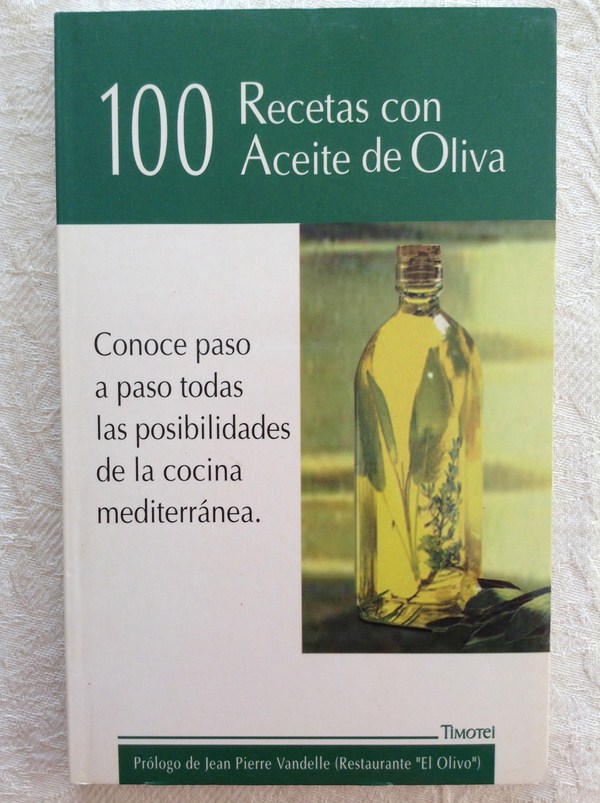 100 Recetas con
Aceite de Oliva
Conoce paso
a paso todas
las posibilidades
de la cocina
mediterránea.
Timotei
Prólogo de Jean Pierre Vandelle (Restaurante "El Olivo")